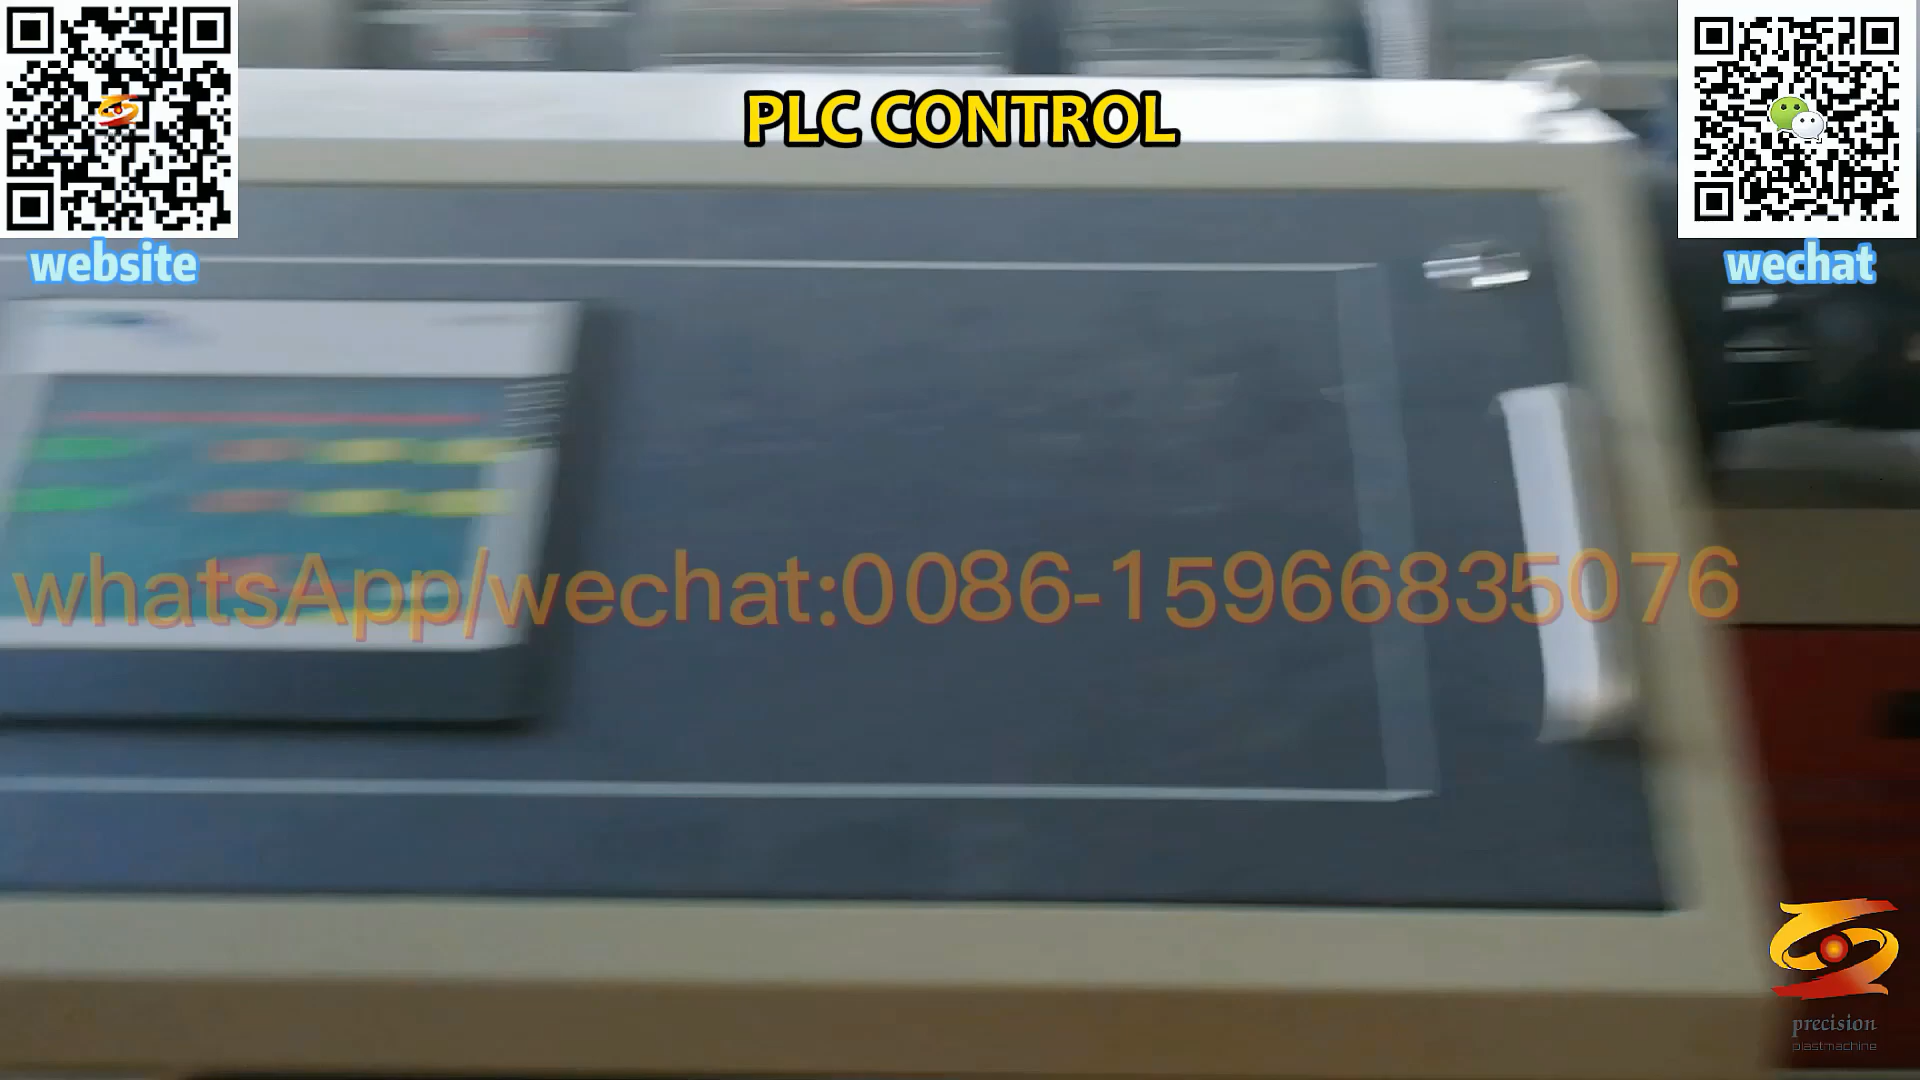 PLC CONTROL
website
wechat
whatsApp/wechat:0086-15966835076
precision
plastmachine